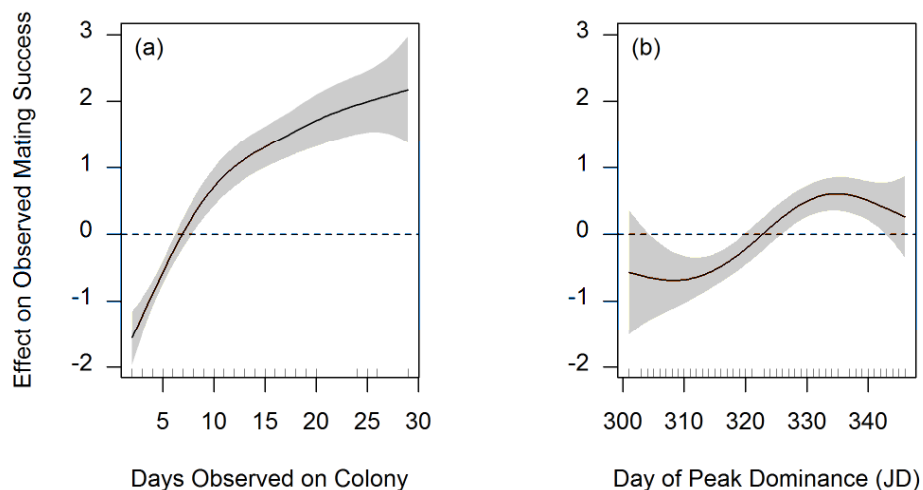 Effect on Observed Mating Success
(a)
3
2
1
0
-1
-2
5 10 15 20 25 30
Days Observed on Colony
(b)
3
2
1
0
-1
-2
300 310 320 330 340
Day of Peak Dominance (JD)